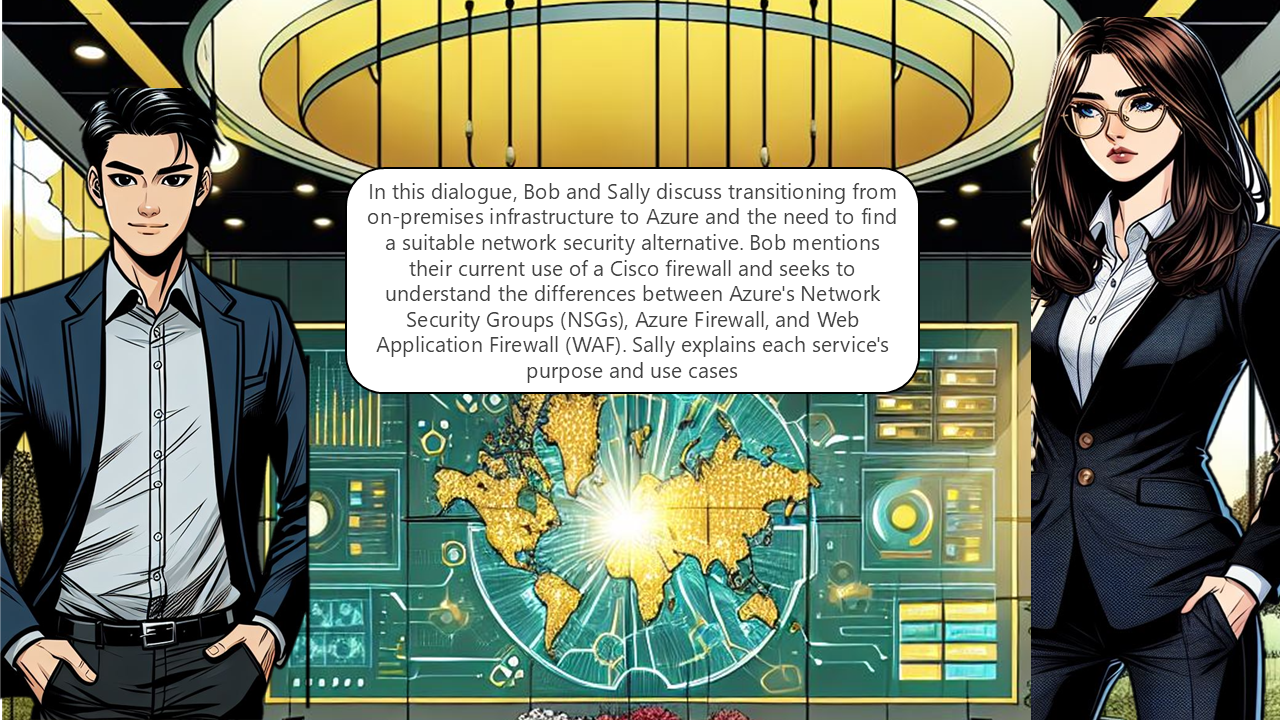 In this dialogue, Bob and Sally discuss transitioning from
on-premises infrastructure to Azure and the need to find
a suitable network security alternative. Bob mentions
their current use of a Cisco firewall and seeks to
understand the differences between Azure's Network
Security Groups (NSGs), Azure Firewall, and Web
Application Firewall (WAF). Sally explains each service's
purpose and use cases